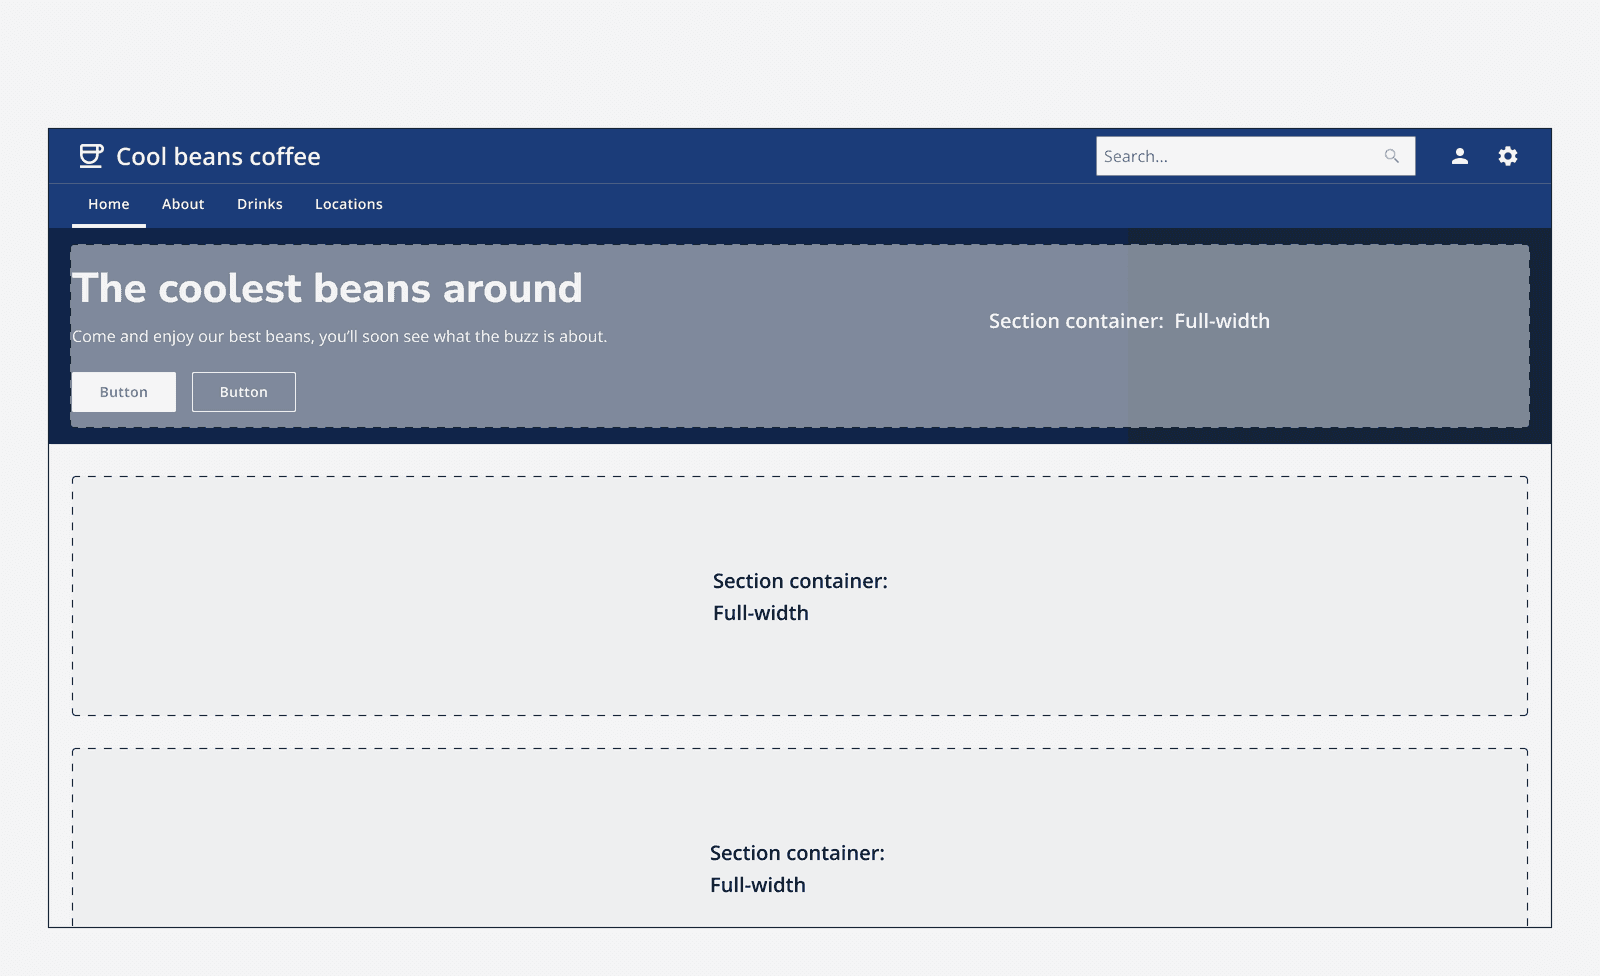 Cool beans coffee
Search...
Home
About
Drinks
Locations
The coolest beans around
Come and enjoy our best beans, you’ll soon see what the buzz is about.
Button
Button
Section container: Full-width
Section container:
Full-width
Section container:
Full-width